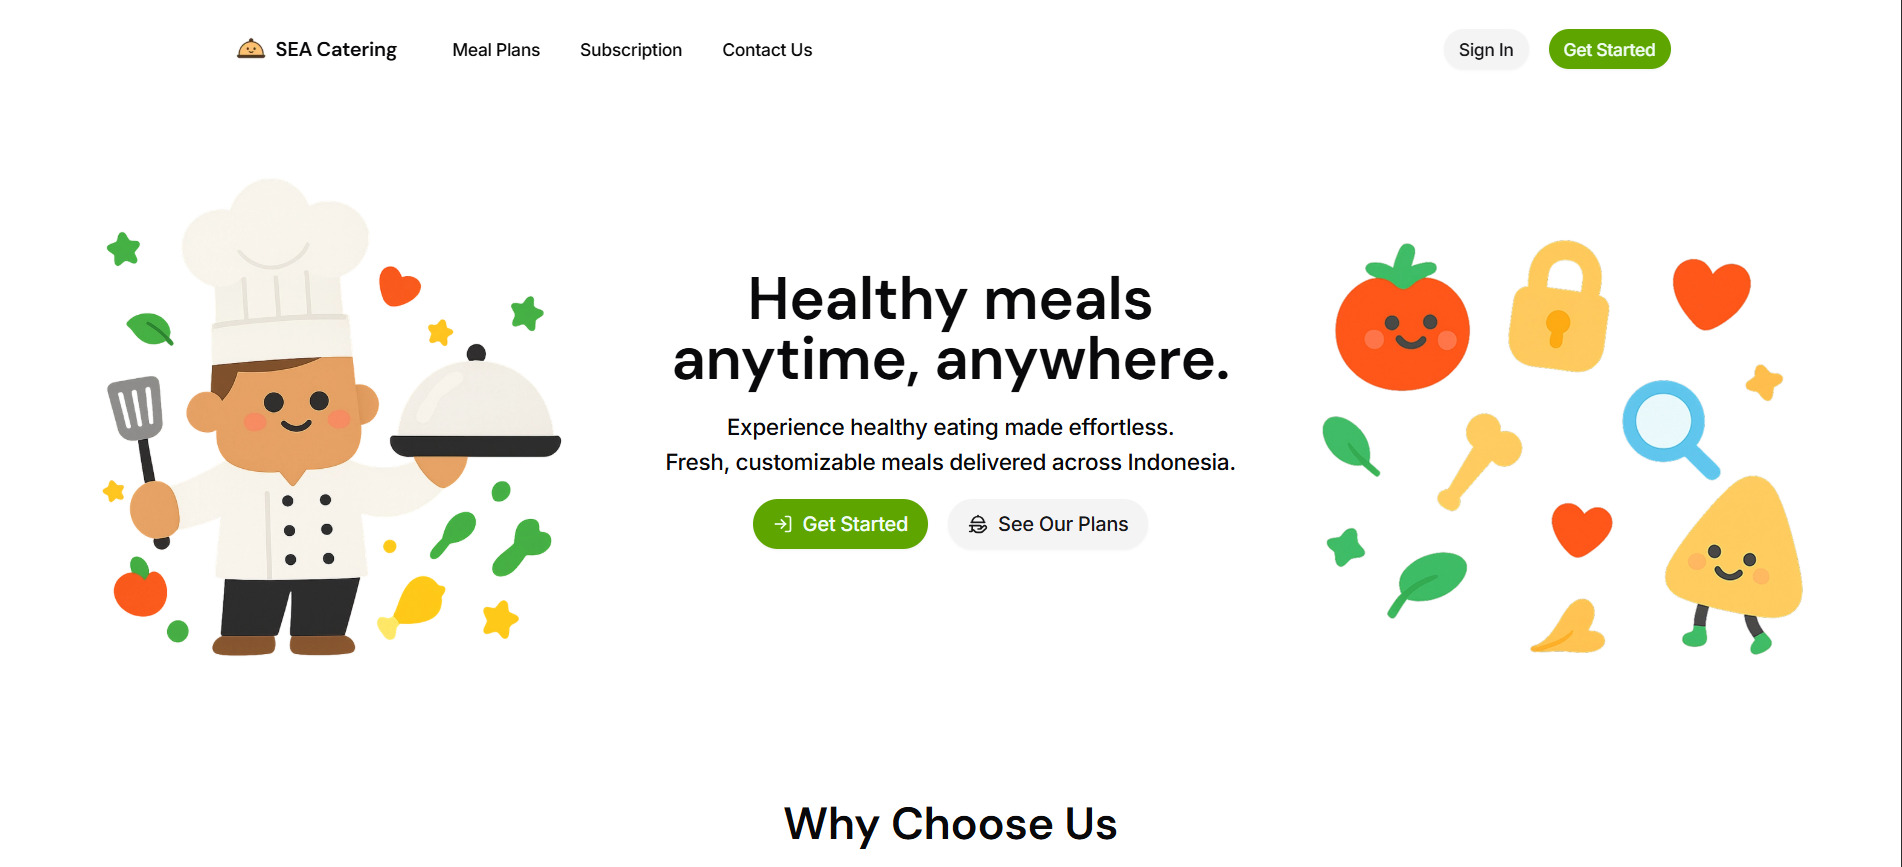 SEA Catering
Meal Plans
Subscription
Contact Us
Sign In
Get Started
Healthy meals
anytime, anywhere.
Experience healthy eating made effortless.
Fresh, customizable meals delivered across Indonesia.
Get Started
See Our Plans
Why Choose Us